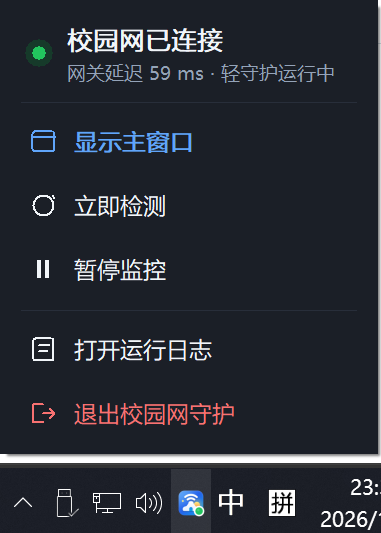 校园网已连接
网关延迟 59 ms · 轻守护运行中
显示主窗口
立即检测
暂停监控
打开运行日志
退出校园网守护
中
拼
23:
2026/